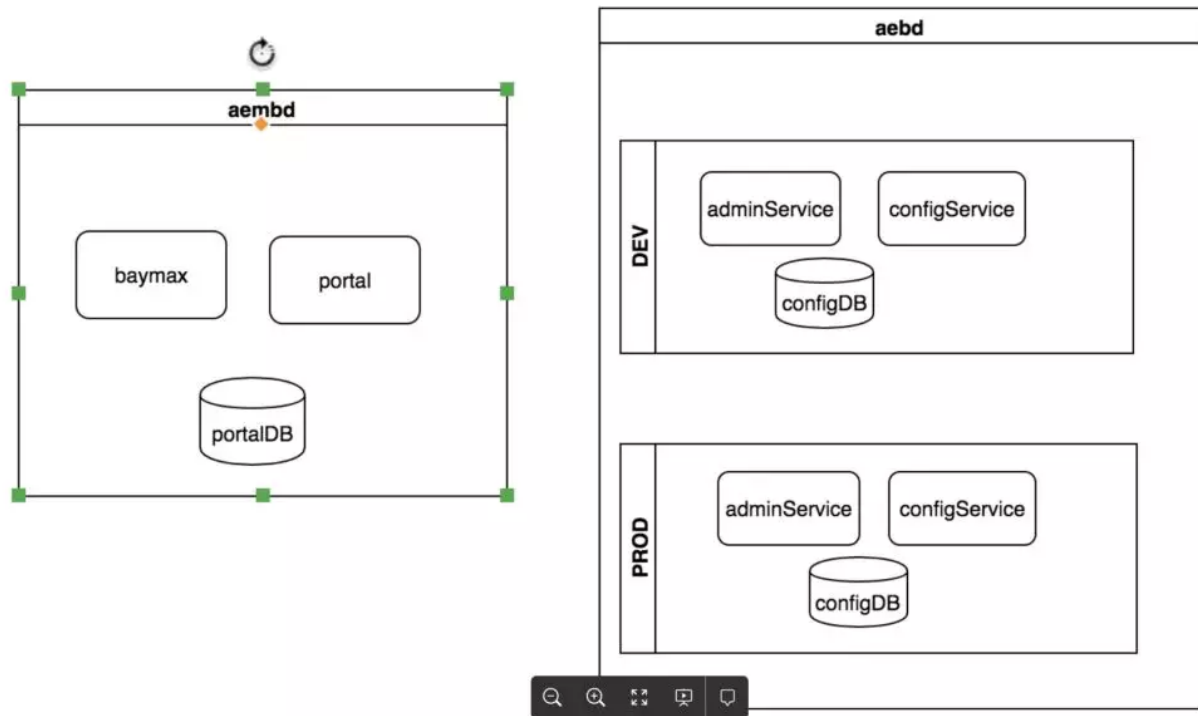 aembd
baymax
portal
portalDB
aebd
DEV
adminService
configService
configDB
PROD
adminService
configService
configDB